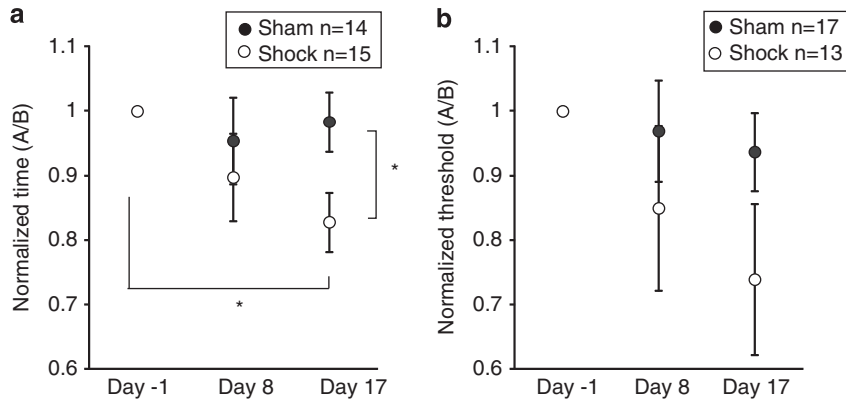 a
Sham n=14
Shock n=15
Normalized time (A/B)
1.1
1
0.9
0.8
0.7
0.6
*
*
Day -1
Day 8
Day 17
b
Sham n=17
Shock n=13
Normalized threshold (A/B)
1.1
1
0.9
0.8
0.7
0.6
Day -1
Day 8
Day 17